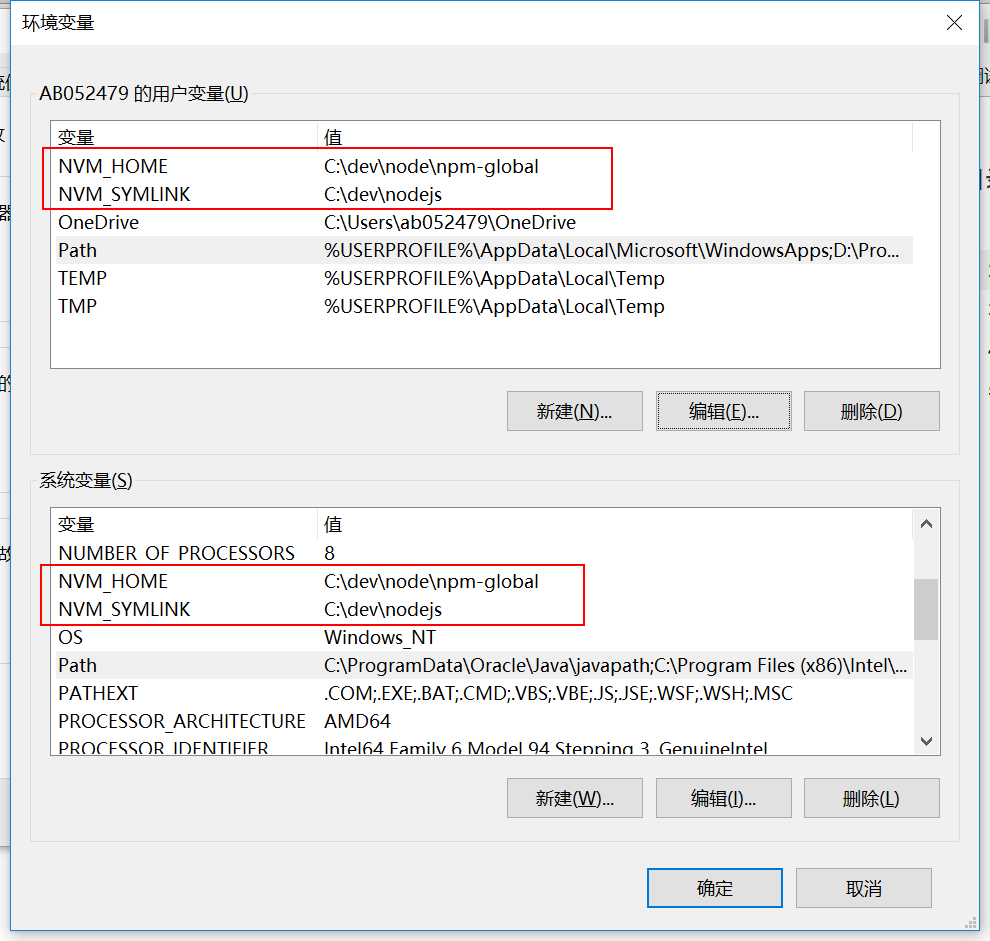 环境变量
AB052479 的用户变量(U)
变量 值
NVM_HOME C:\dev\node\npm-global
NVM_SYMLINK C:\dev\nodejs
OneDrive C:\Users\ab052479\OneDrive
Path %USERPROFILE%\AppData\Local\Microsoft\WindowsApps;D:\Pro...
TEMP %USERPROFILE%\AppData\Local\Temp
TMP %USERPROFILE%\AppData\Local\Temp
新建(N)... 编辑(E)... 删除(D)
系统变量(S)
变量 值
NUMBER_OF_PROCESSORS 8
NVM_HOME C:\dev\node\npm-global
NVM_SYMLINK C:\dev\nodejs
OS Windows_NT
Path C:\ProgramData\Oracle\Java\javapath;C:\Program Files (x86)\Intel\...
PATHEXT .COM;.EXE;.BAT;.CMD;.VBS;.VBE;.JS;.JSE;.WSF;.WSH;.MSC
PROCESSOR_ARCHITECTURE AMD64
PROCESSOR_IDENTIFIER Intel64 Family 6 Model 94 Stepping 3, GenuineIntel
新建(W)... 编辑(I)... 删除(L)
确定 取消